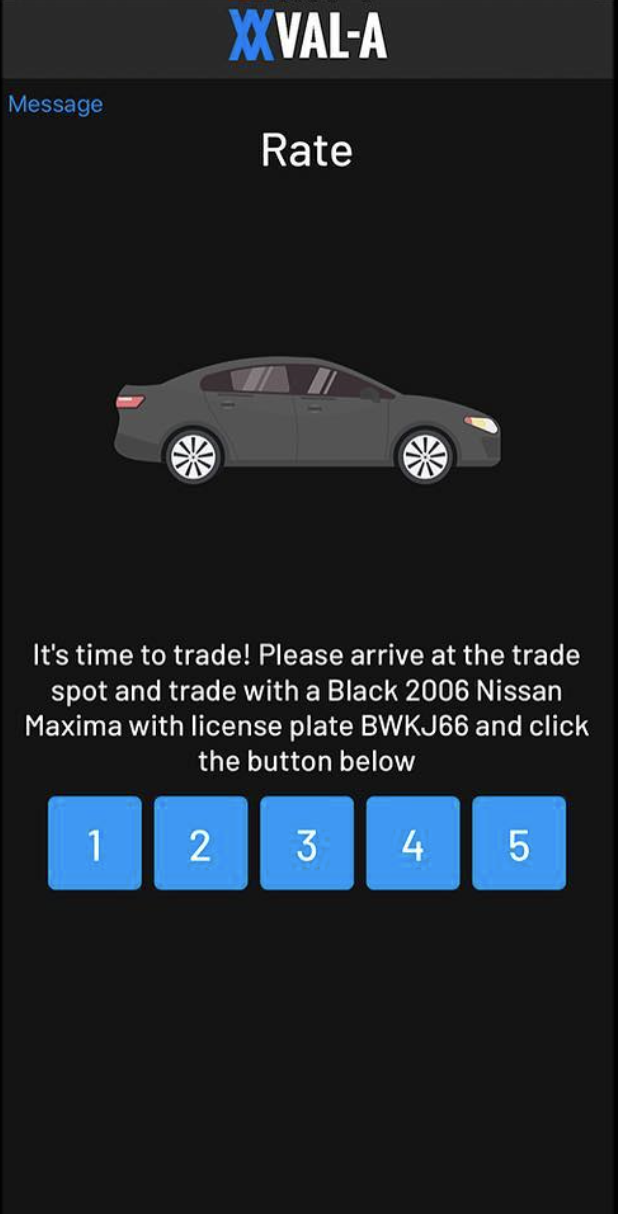 XXVAL-A
Message
Rate
It's time to trade! Please arrive at the trade
spot and trade with a Black 2006 Nissan
Maxima with license plate BWKJ66 and click
the button below
1 2 3 4 5